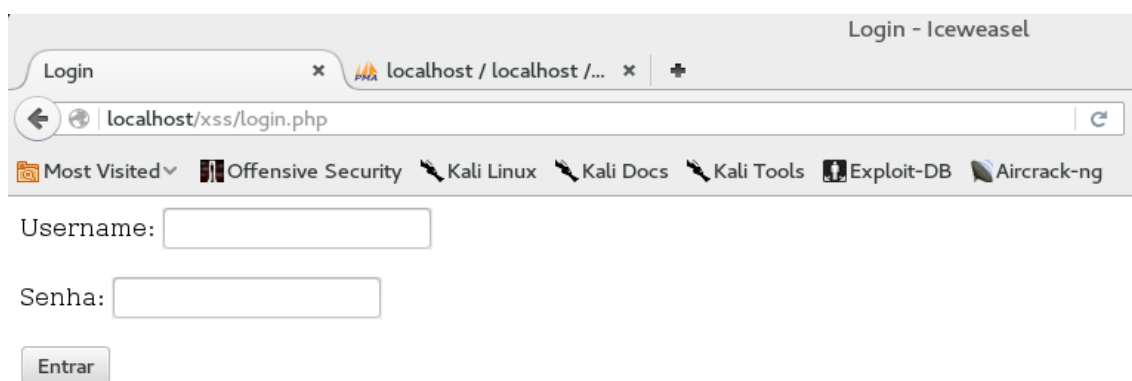 Login - Iceweasel
Login × PMA localhost / localhost /... × +
localhost/xss/login.php
Most Visited Offensive Security Kali Linux Kali Docs Kali Tools Exploit-DB Aircrack-ng
Username:
Senha:
Entrar